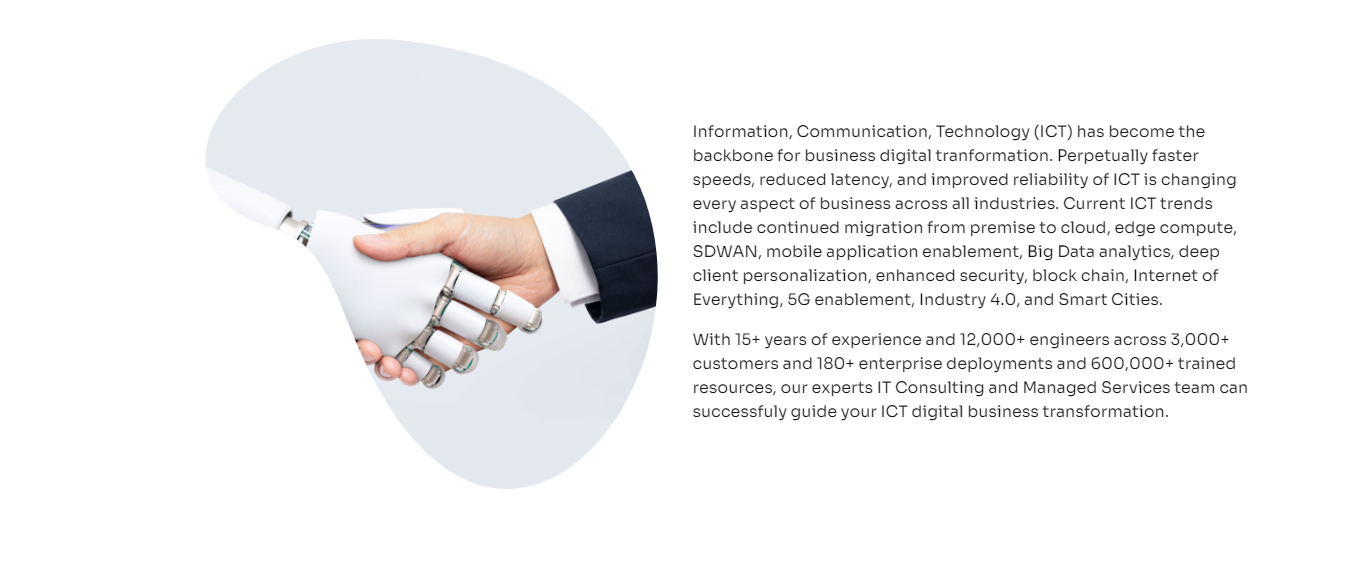 Information, Communication, Technology (ICT) has become the
backbone for business digital tranformation. Perpetually faster
speeds, reduced latency, and improved reliability of ICT is changing
every aspect of business across all industries. Current ICT trends
include continued migration from premise to cloud, edge compute,
SDWAN, mobile application enablement, Big Data analytics, deep
client personalization, enhanced security, block chain, Internet of
Everything, 5G enablement, Industry 4.0, and Smart Cities.
With 15+ years of experience and 12,000+ engineers across 3,000+
customers and 180+ enterprise deployments and 600,000+ trained
resources, our experts IT Consulting and Managed Services team can
successfuly guide your ICT digital business transformation.